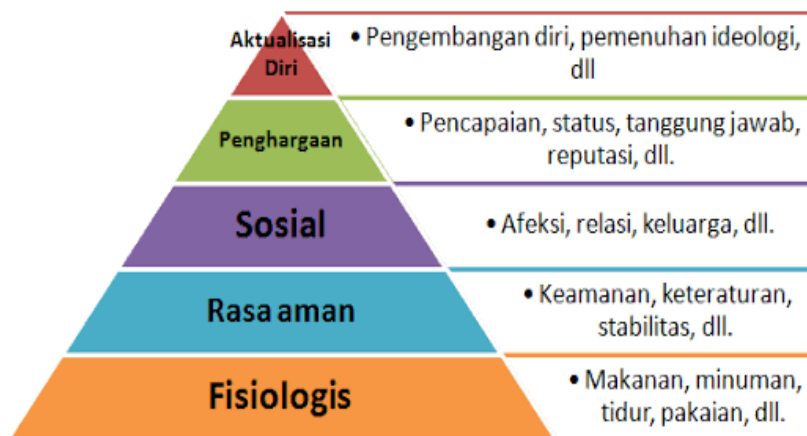 Aktualisasi
Diri
• Pengembangan diri, pemenuhan ideologi,
dll
Penghargaan
• Pencapaian, status, tanggung jawab,
reputasi, dll.
Sosial
• Afeksi, relasi, keluarga, dll.
Rasa aman
• Keamanan, keteraturan,
stabilitas, dll.
Fisiologis
• Makanan, minuman,
tidur, pakaian, dll.